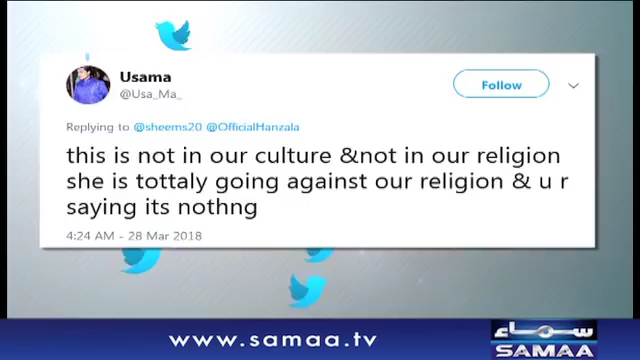 Usama
@Usa_Ma_
Follow
Replying to @sheems20 @OfficialHanzala
this is not in our culture &not in our religion
she is tottaly going against our religion & u r
saying its nothng
4:24 AM - 28 Mar 2018
www.samaa.tv
سماء
SAMAA